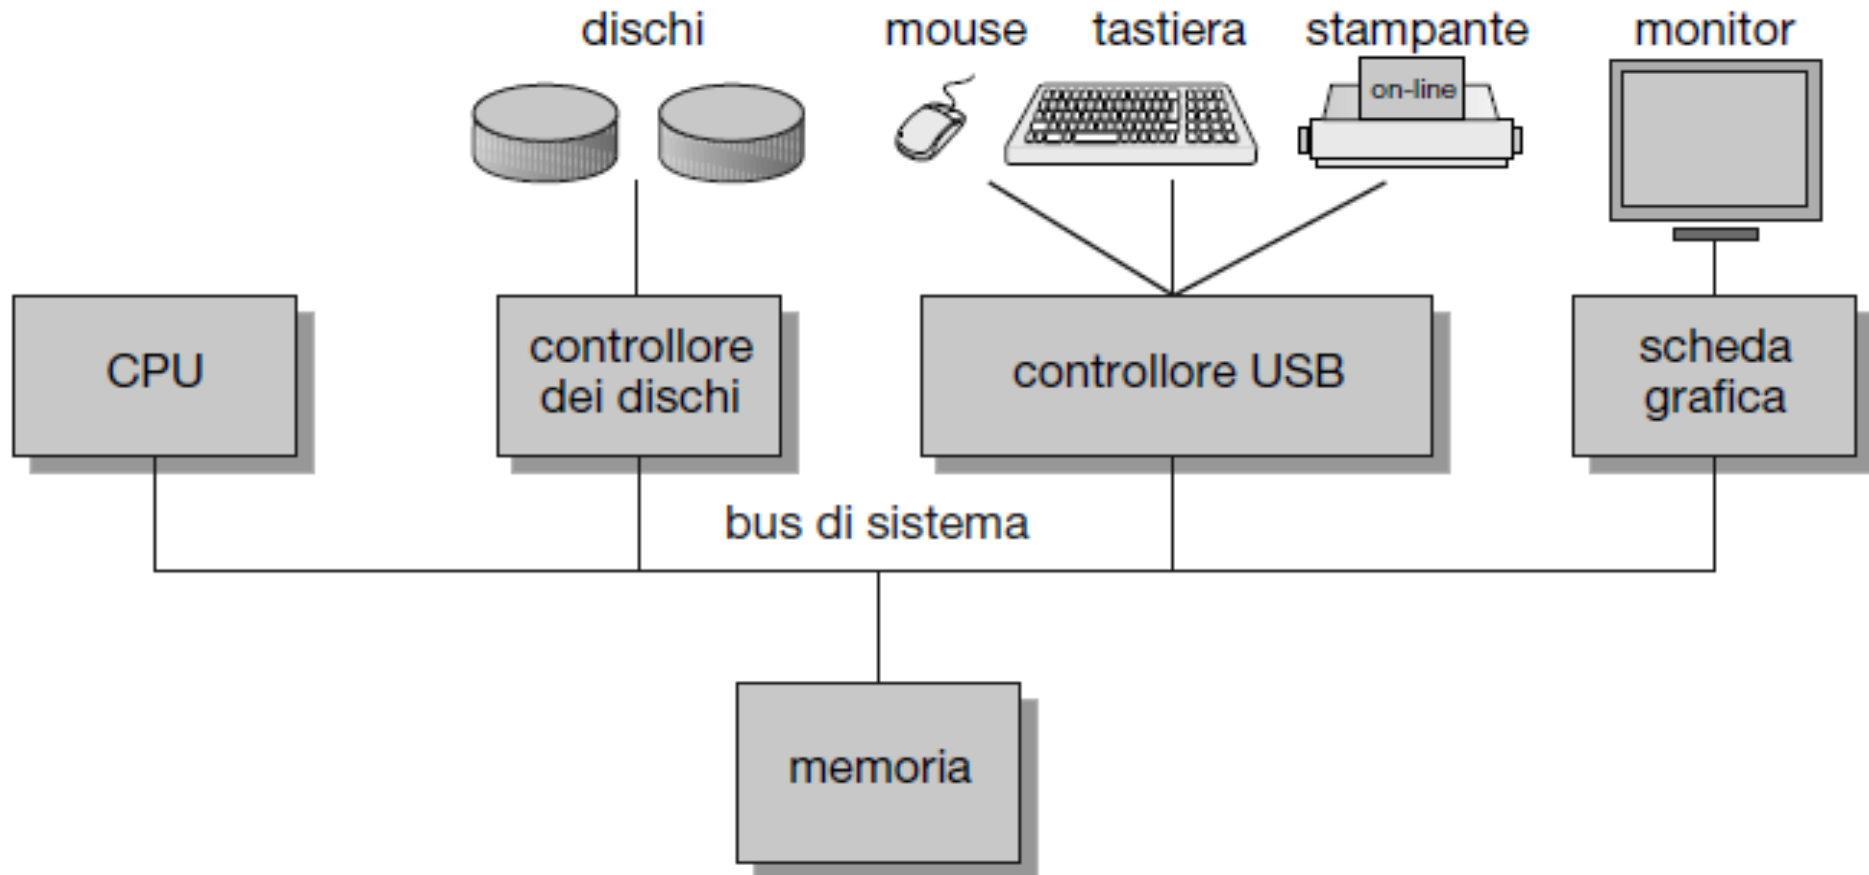 dischi
mouse
tastiera
stampante
monitor
on-line
CPU
controllore
dei dischi
controllore USB
scheda
grafica
bus di sistema
memoria